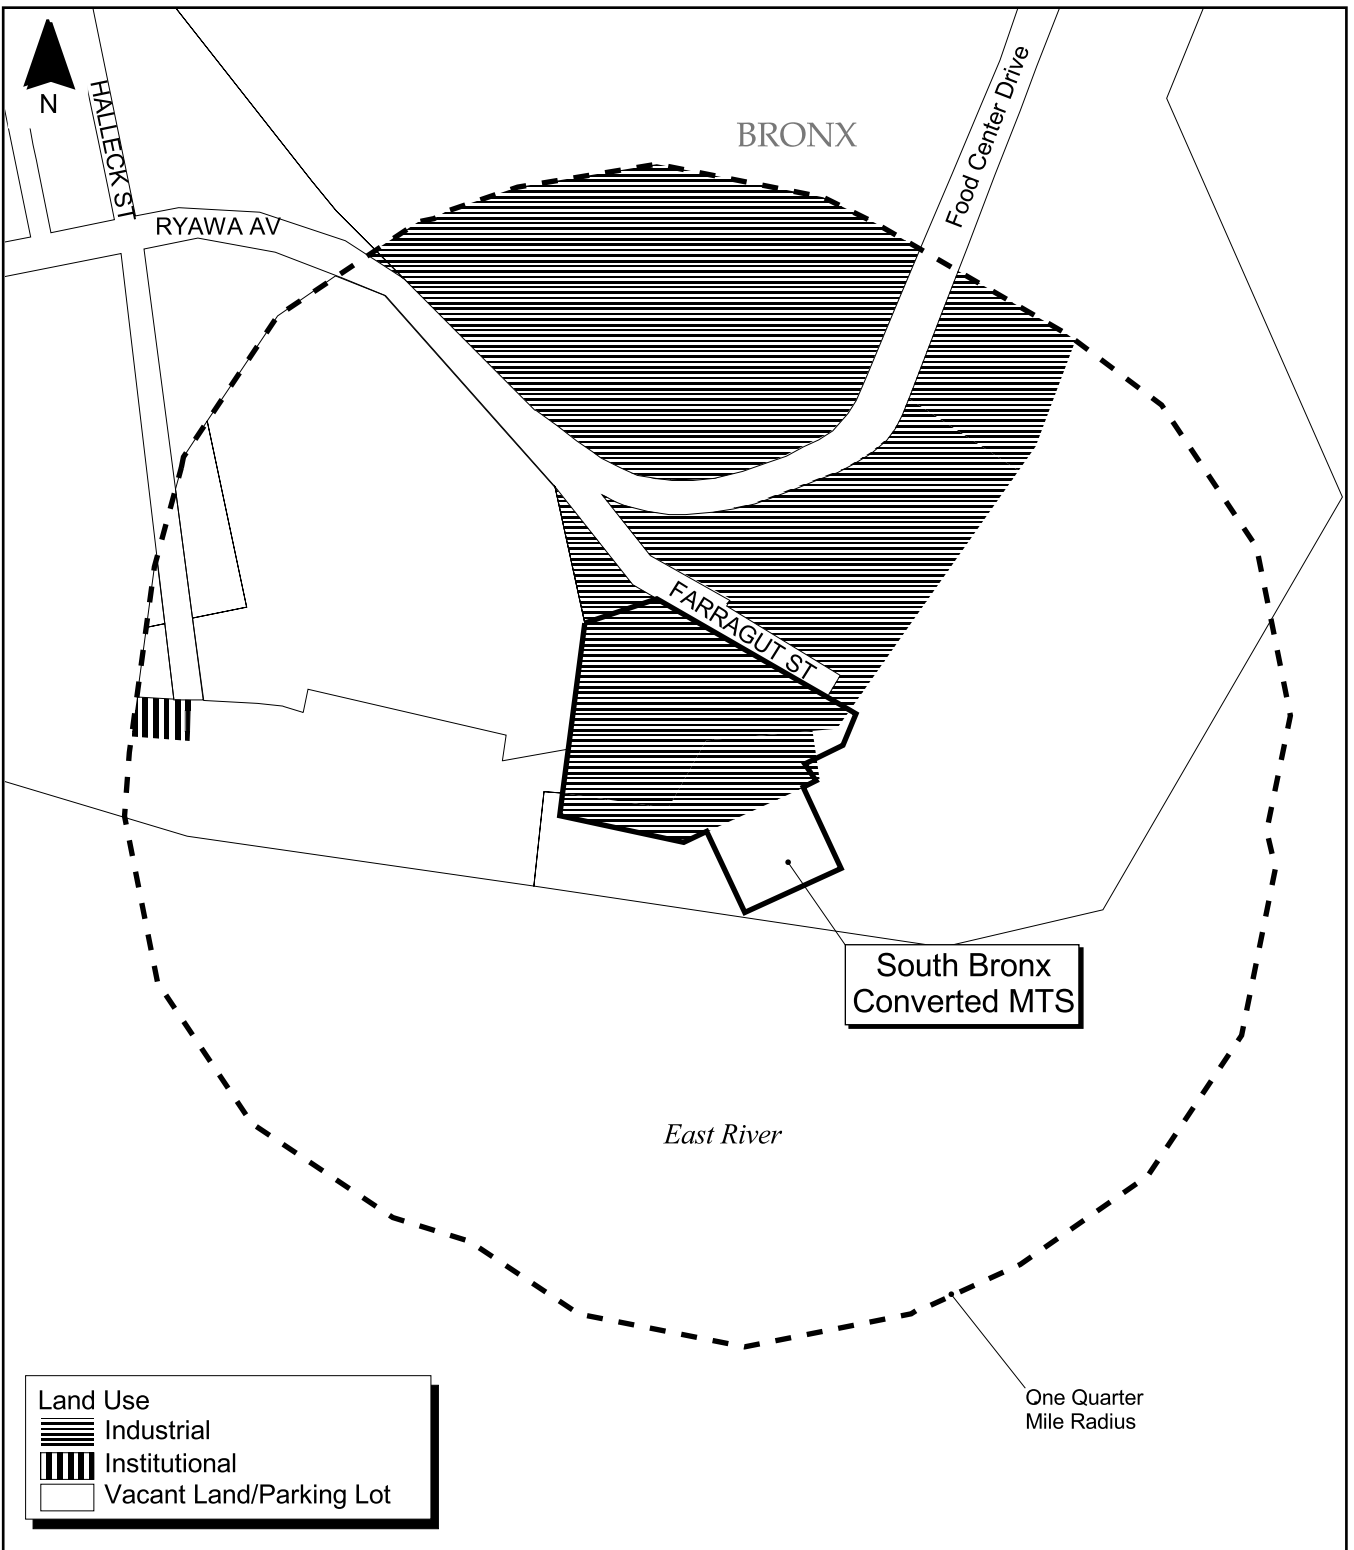 N
HALLECK ST
RYAWA AV
BRONX
Food Center Drive
FARRAGUT ST
South Bronx
Converted MTS
East River
One Quarter
Mile Radius
Land Use
Industrial
Institutional
Vacant Land/Parking Lot